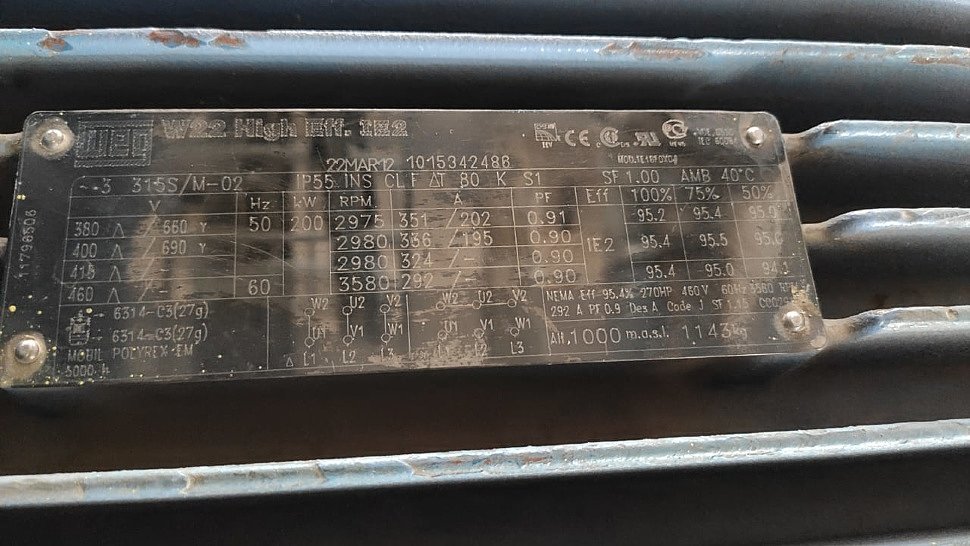 WEG W22 High Eff. IE2
22MAR12 1015342486
~3 315S/M-02 IP55 INS CL F ΔT 80 K S1 SF 1.00 AMB 40°C
V Hz kW RPM A PF Eff 100% 75% 50%
380 Δ / 660 Y 50 200 2975 351 / 202 0.91 95.2 95.4
400 Δ / 690 Y 2980 336 / 195 0.90 IE2 95.4 95.5
415 Δ / - 2980 324 / - 0.90
460 Δ / - 60 3580 292 / - 0.90 95.4 95.0
NEMA Eff 95.4% 270HP 460V 60Hz
292 A PF 0.9 Des A Code J SF 1.15
6314-C3(27g)
6314-C3(27g)
MOBIL POLYREX EM
5000 h
W2 U2 V2 W2 U2 V2
U1 V1 W1 U1 V1 W1
Δ L1 L2 L3 L1 L2 L3
Alt 1000 m.a.s.l. 1143kg
11796506